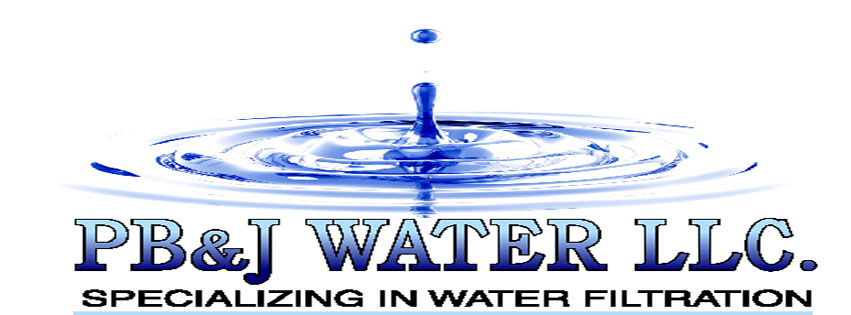 PB&J WATER LLC.
SPECIALIZING IN WATER FILTRATION